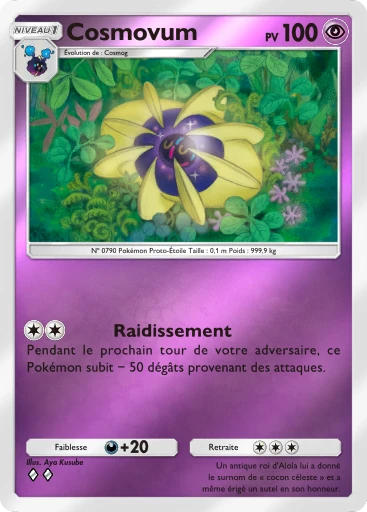 NIVEAU 1
Cosmovum
PV 100
Évolution de : Cosmog
N° 0790 Pokémon Proto-Étoile Taille : 0,1 m Poids : 999,9 kg
Raidissement
Pendant le prochain tour de votre adversaire, ce
Pokémon subit − 50 dégâts provenant des attaques.
Faiblesse +20
Retraite
Illus. Aya Kusube
Un antique roi d'Alola lui a donné
le surnom de « cocon céleste » et a
même érigé un autel en son honneur.